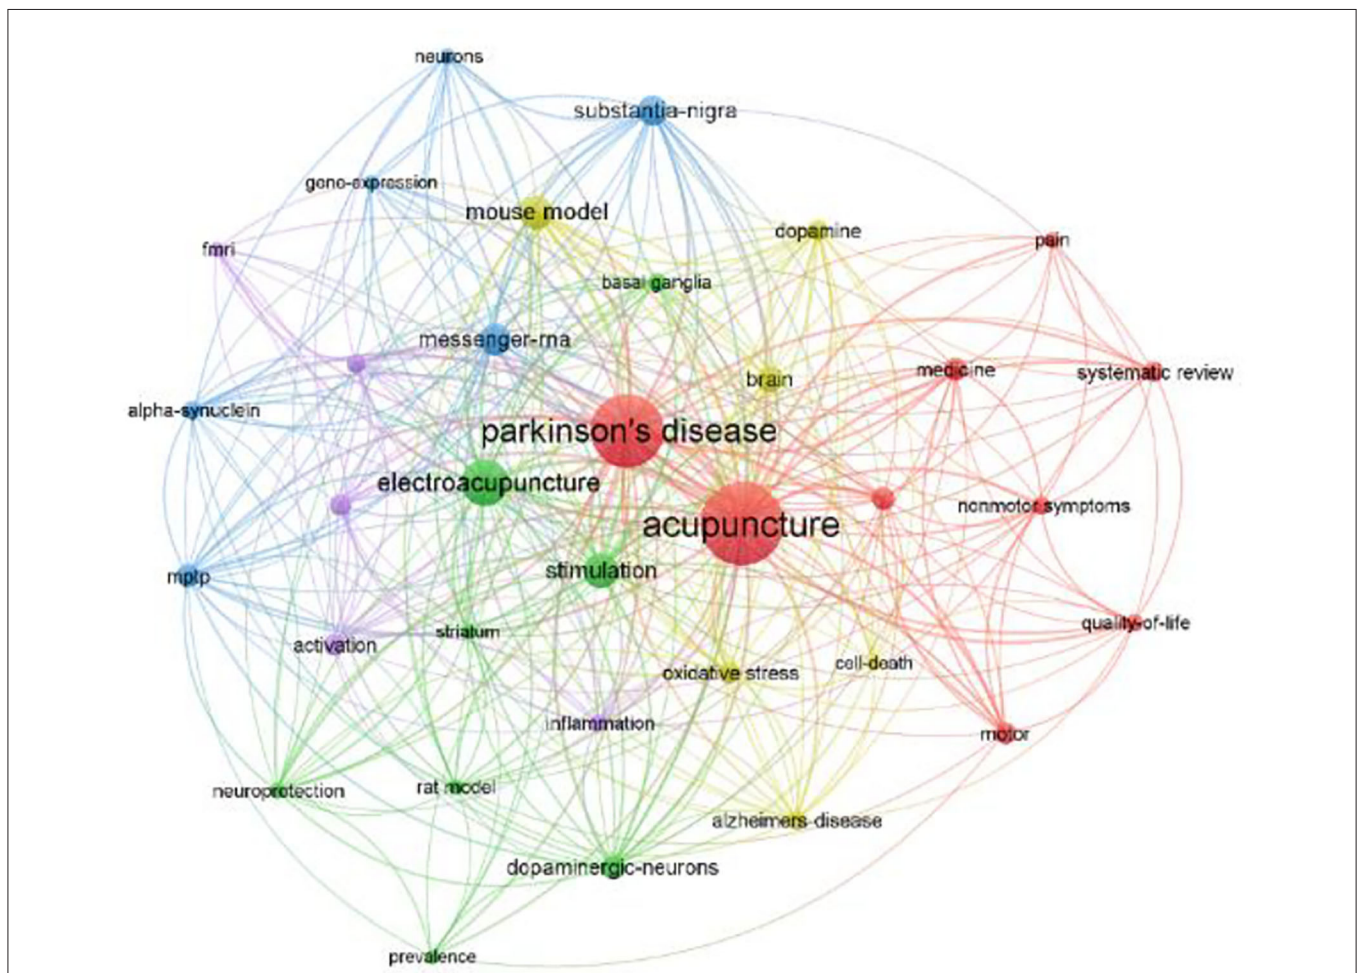 neurons
substantia-nigra
gene-expression
mouse model
dopamine
fmri
pain
basal ganglia
messenger-rna
medicine
systematic review
brain
alpha-synuclein
parkinson's disease
electroacupuncture
nonmotor symptoms
acupuncture
stimulation
mptp
quality-of-life
striatum
activation
cell-death
oxidative stress
inflammation
motor
rat model
neuroprotection
alzheimers-disease
dopaminergic-neurons
prevalence